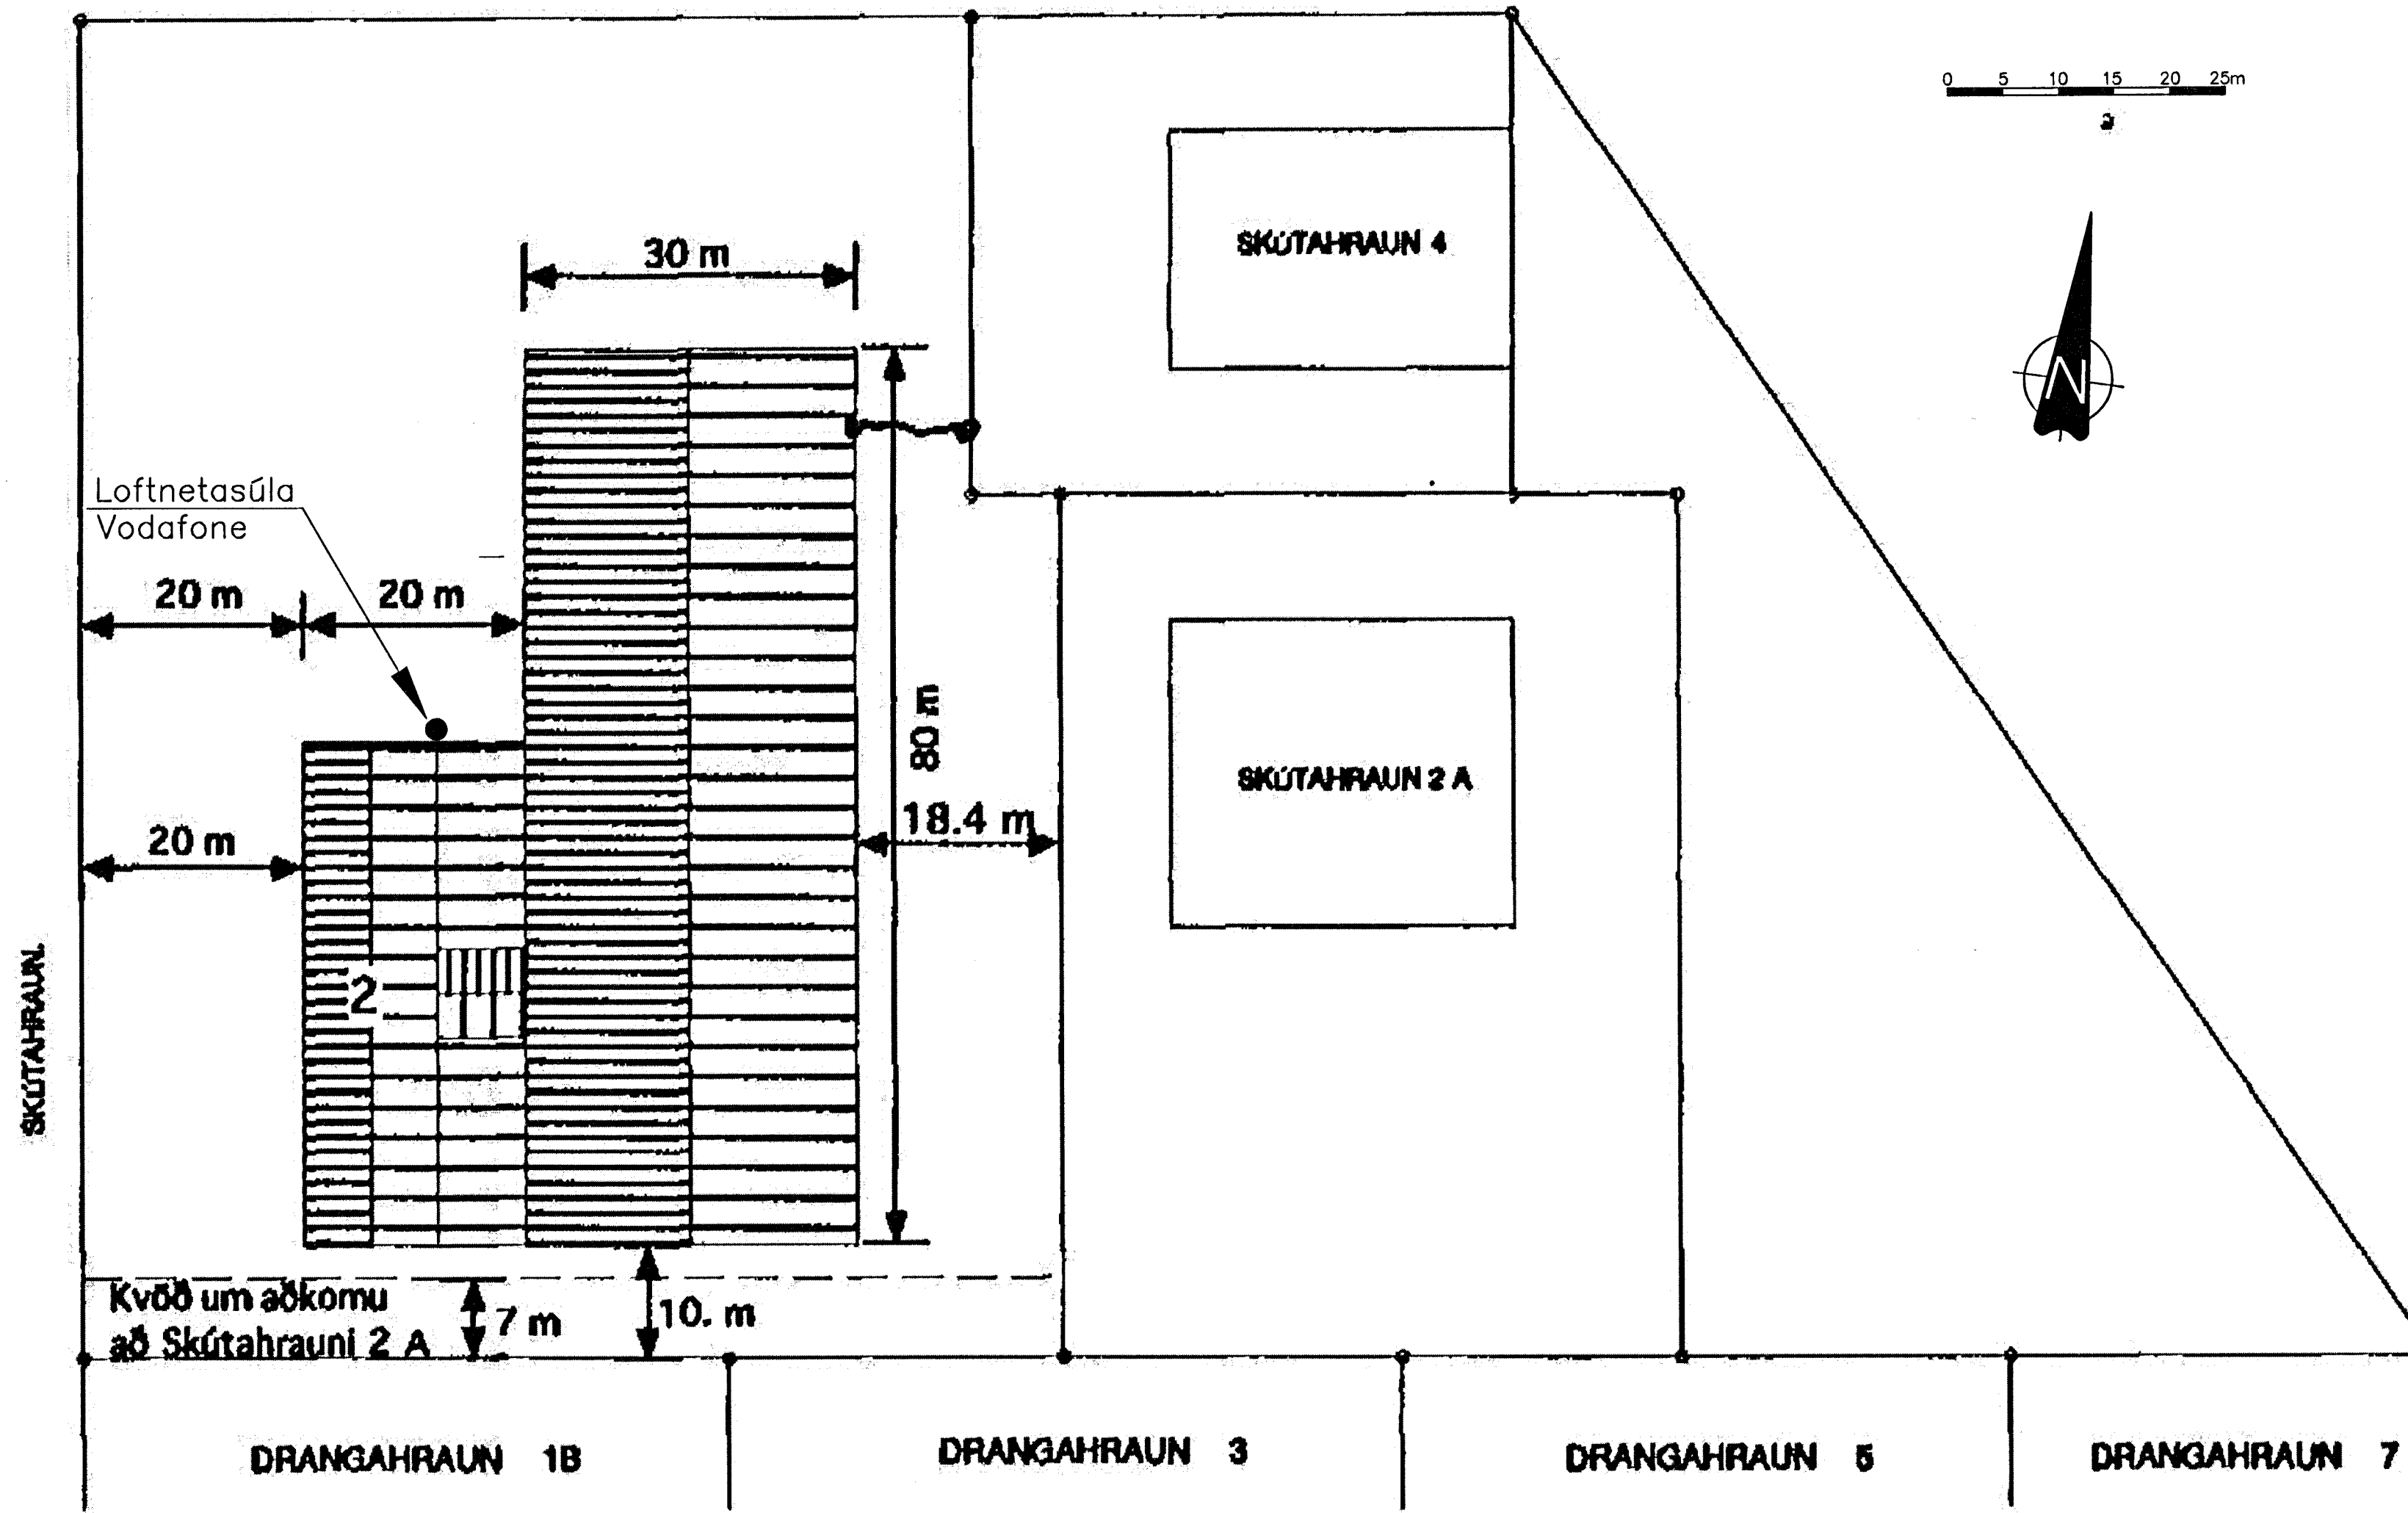 0 5 10 15 20 25m
SKÚTAHRAUN 4
30 m
N
Loftnetasúla
Vodafone
20 m 20 m
80 m
SKÚTAHRAUN 2 A
18.4 m
20 m
2
SKÚTAHRAUN.
Kvöð um aðkomu
að Skútahrauni 2 A
7 m
10. m
DRANGAHRAUN 1B
DRANGAHRAUN 3
DRANGAHRAUN 5
DRANGAHRAUN 7